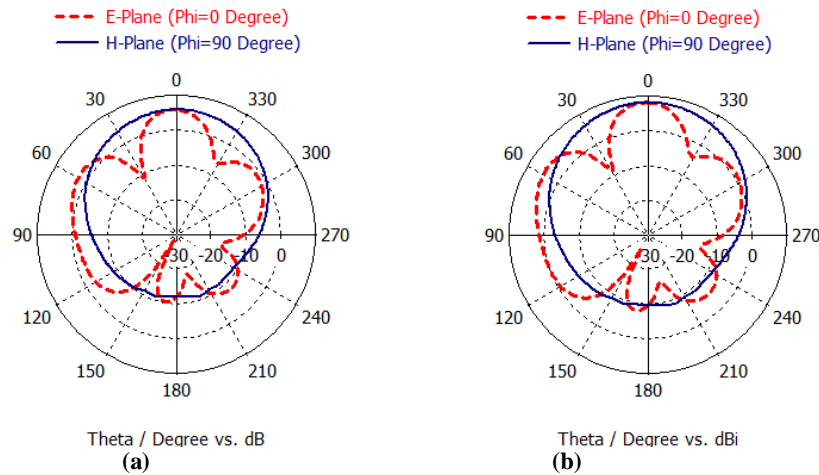 E-Plane (Phi=0 Degree)
H-Plane (Phi=90 Degree)
0
30
330
60
300
90
-30 -20 -10 0
270
120
240
150
210
180
Theta / Degree vs. dB
(a)
E-Plane (Phi=0 Degree)
H-Plane (Phi=90 Degree)
0
30
330
60
300
90
-30 -20 -10 0
270
120
240
150
210
180
Theta / Degree vs. dBi
(b)